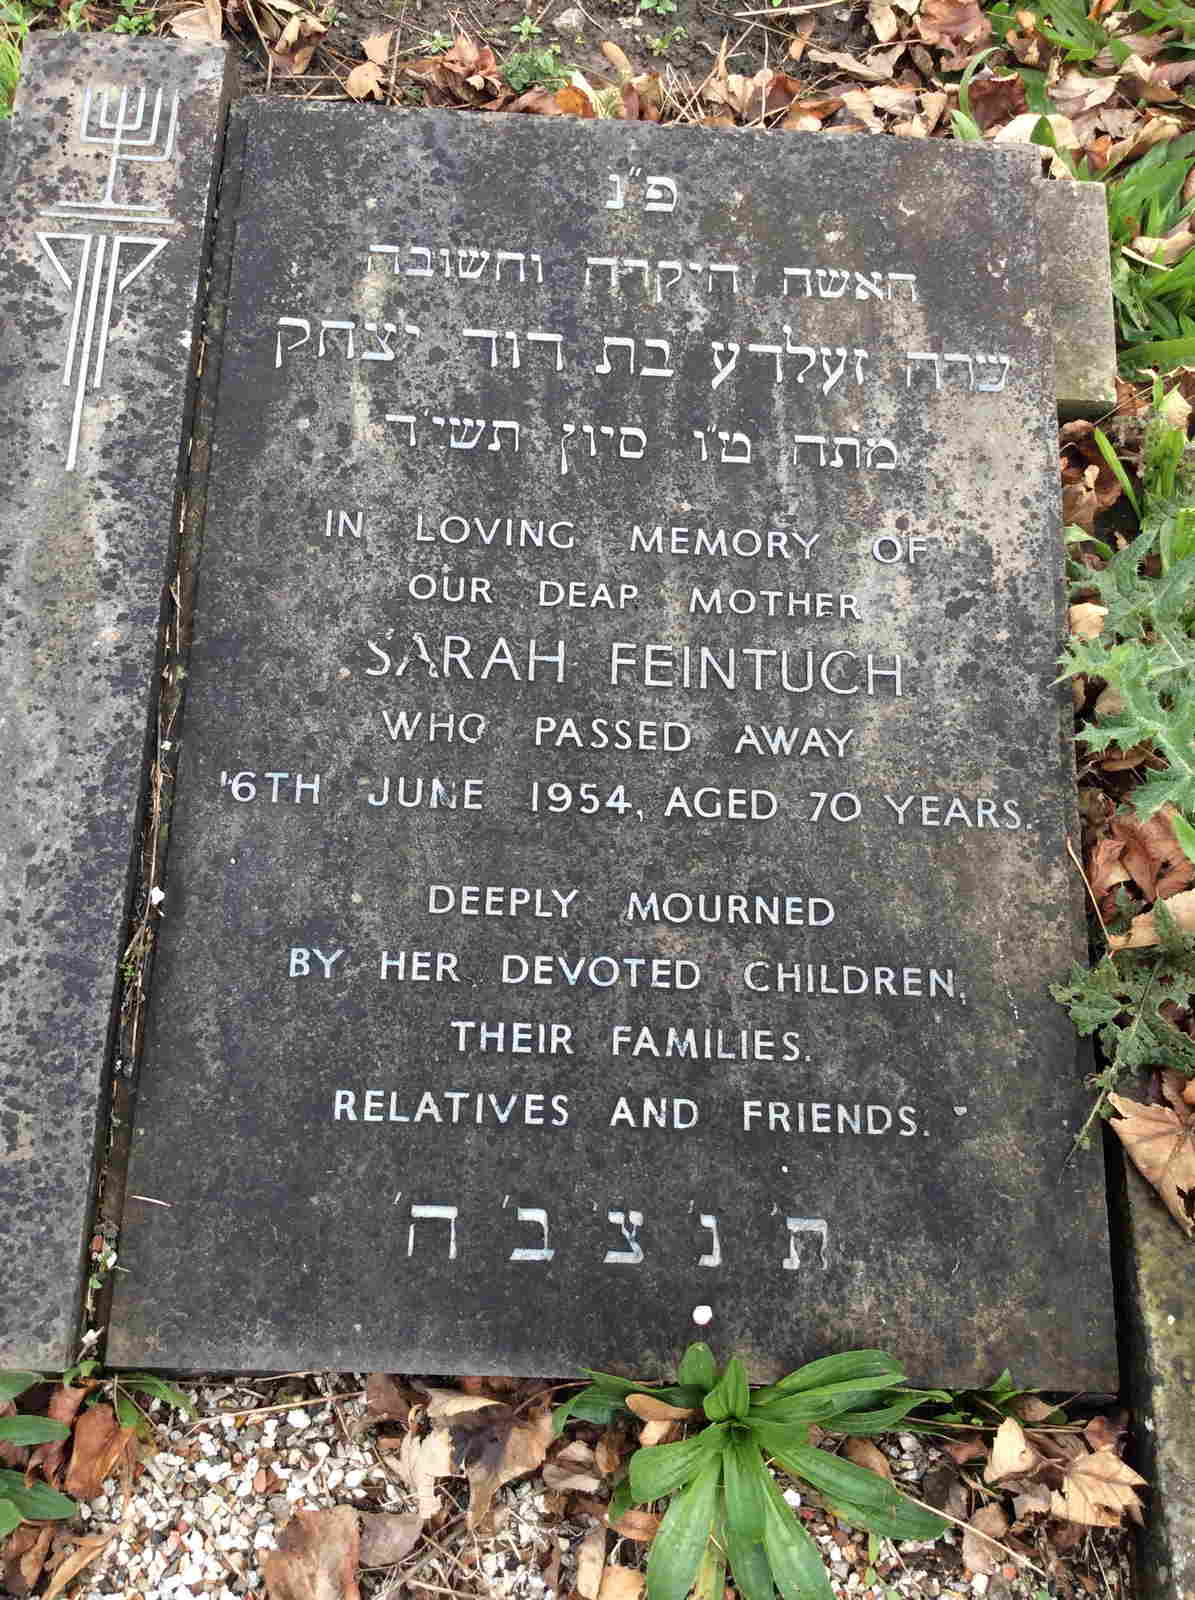 פ"נ
האשה היקרה וחשובה
שרה זעלדע בת דוד יצחק
מתה ט"ו סיון תשי'ד
IN LOVING MEMORY OF
OUR DEAP MOTHER
SARAH FEINTUCH
WHO PASSED AWAY
'6TH JUNE 1954, AGED 70 YEARS.
DEEPLY MOURNED
BY HER DEVOTED CHILDREN,
THEIR FAMILIES.
RELATIVES AND FRIENDS.
ת נ' צ' ב' ה'